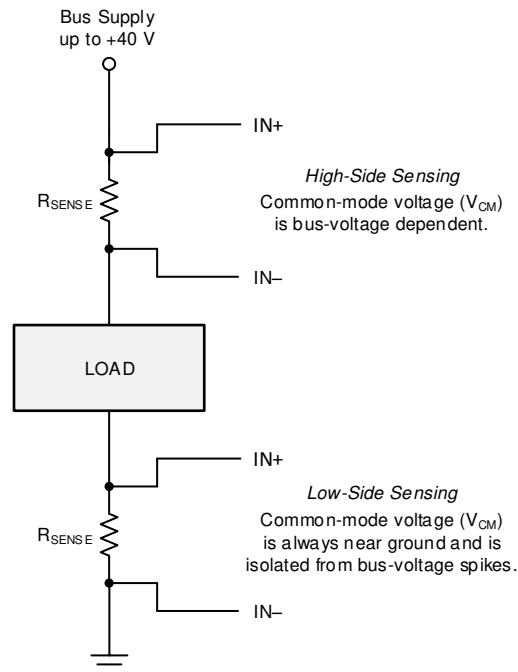 Bus Supply
up to +40 V
IN+
High-Side Sensing
RSENSE
Common-mode voltage (VCM)
is bus-voltage dependent.
IN–
LOAD
IN+
Low-Side Sensing
RSENSE
Common-mode voltage (VCM)
is always near ground and is
isolated from bus-voltage spikes.
IN–